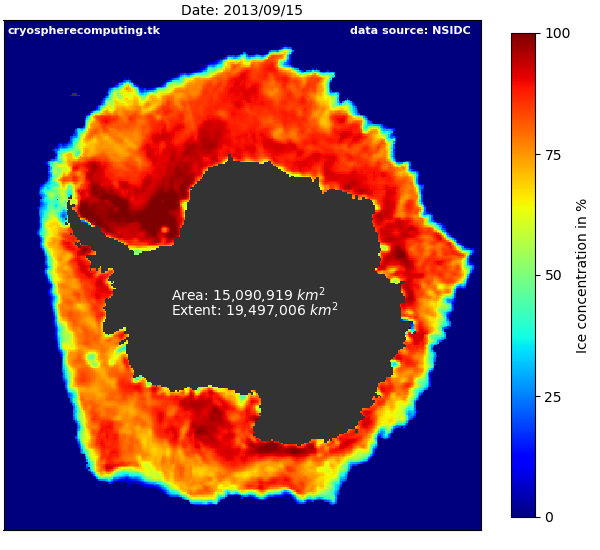 Date: 2013/09/15
cryospherecomputing.tk
data source: NSIDC
100
75
50
25
0
Ice concentration in %
Area: 15,090,919 km²
Extent: 19,497,006 km²